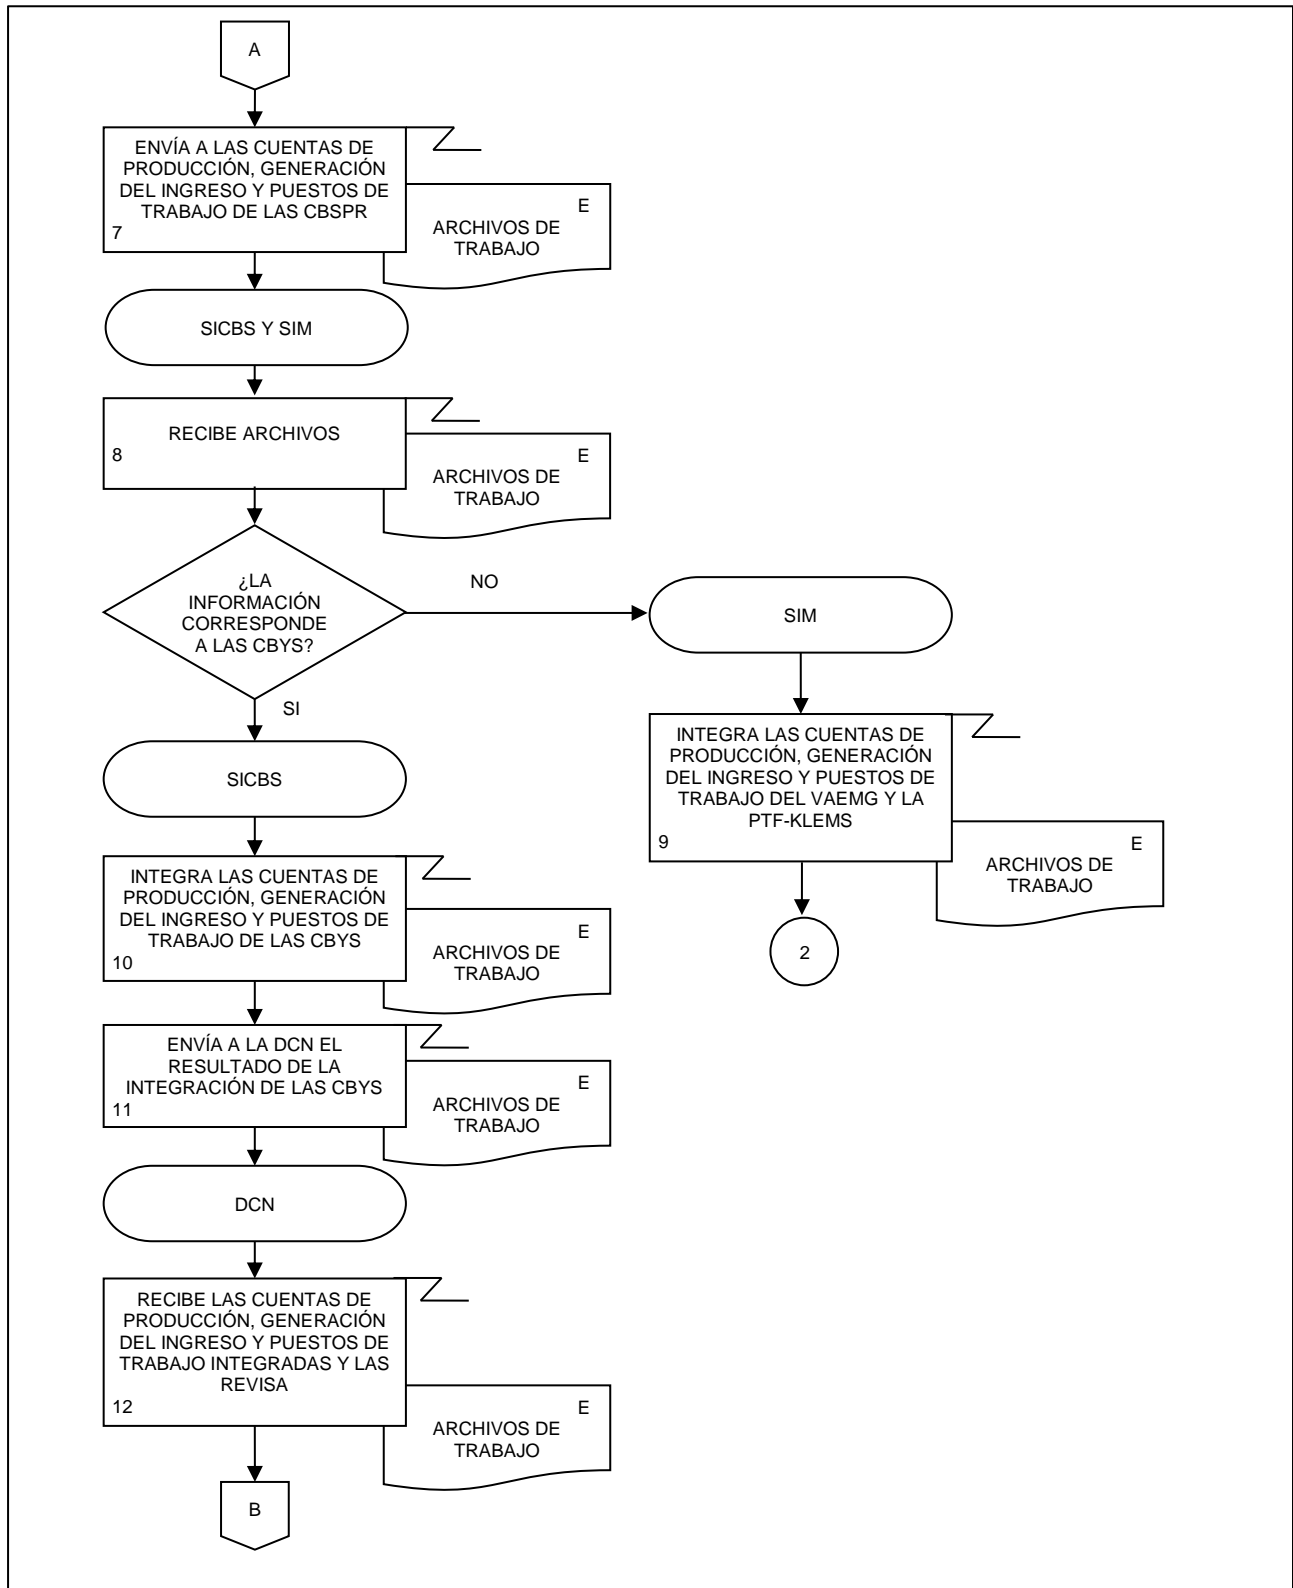 A
ENVÍA A LAS CUENTAS DE
PRODUCCIÓN, GENERACIÓN
DEL INGRESO Y PUESTOS DE
TRABAJO DE LAS CBSPR
7
E
ARCHIVOS DE
TRABAJO
SICBS Y SIM
RECIBE ARCHIVOS
8
E
ARCHIVOS DE
TRABAJO
¿LA
INFORMACIÓN
CORRESPONDE
A LAS CBYS?
NO
SIM
INTEGRA LAS CUENTAS DE
PRODUCCIÓN, GENERACIÓN
DEL INGRESO Y PUESTOS DE
TRABAJO DEL VAEMG Y LA
PTF-KLEMS
9
E
ARCHIVOS DE
TRABAJO
2
SI
SICBS
INTEGRA LAS CUENTAS DE
PRODUCCIÓN, GENERACIÓN
DEL INGRESO Y PUESTOS DE
TRABAJO DE LAS CBYS
10
E
ARCHIVOS DE
TRABAJO
ENVÍA A LA DCN EL
RESULTADO DE LA
INTEGRACIÓN DE LAS CBYS
11
E
ARCHIVOS DE
TRABAJO
DCN
RECIBE LAS CUENTAS DE
PRODUCCIÓN, GENERACIÓN
DEL INGRESO Y PUESTOS DE
TRABAJO INTEGRADAS Y LAS
REVISA
12
E
ARCHIVOS DE
TRABAJO
B